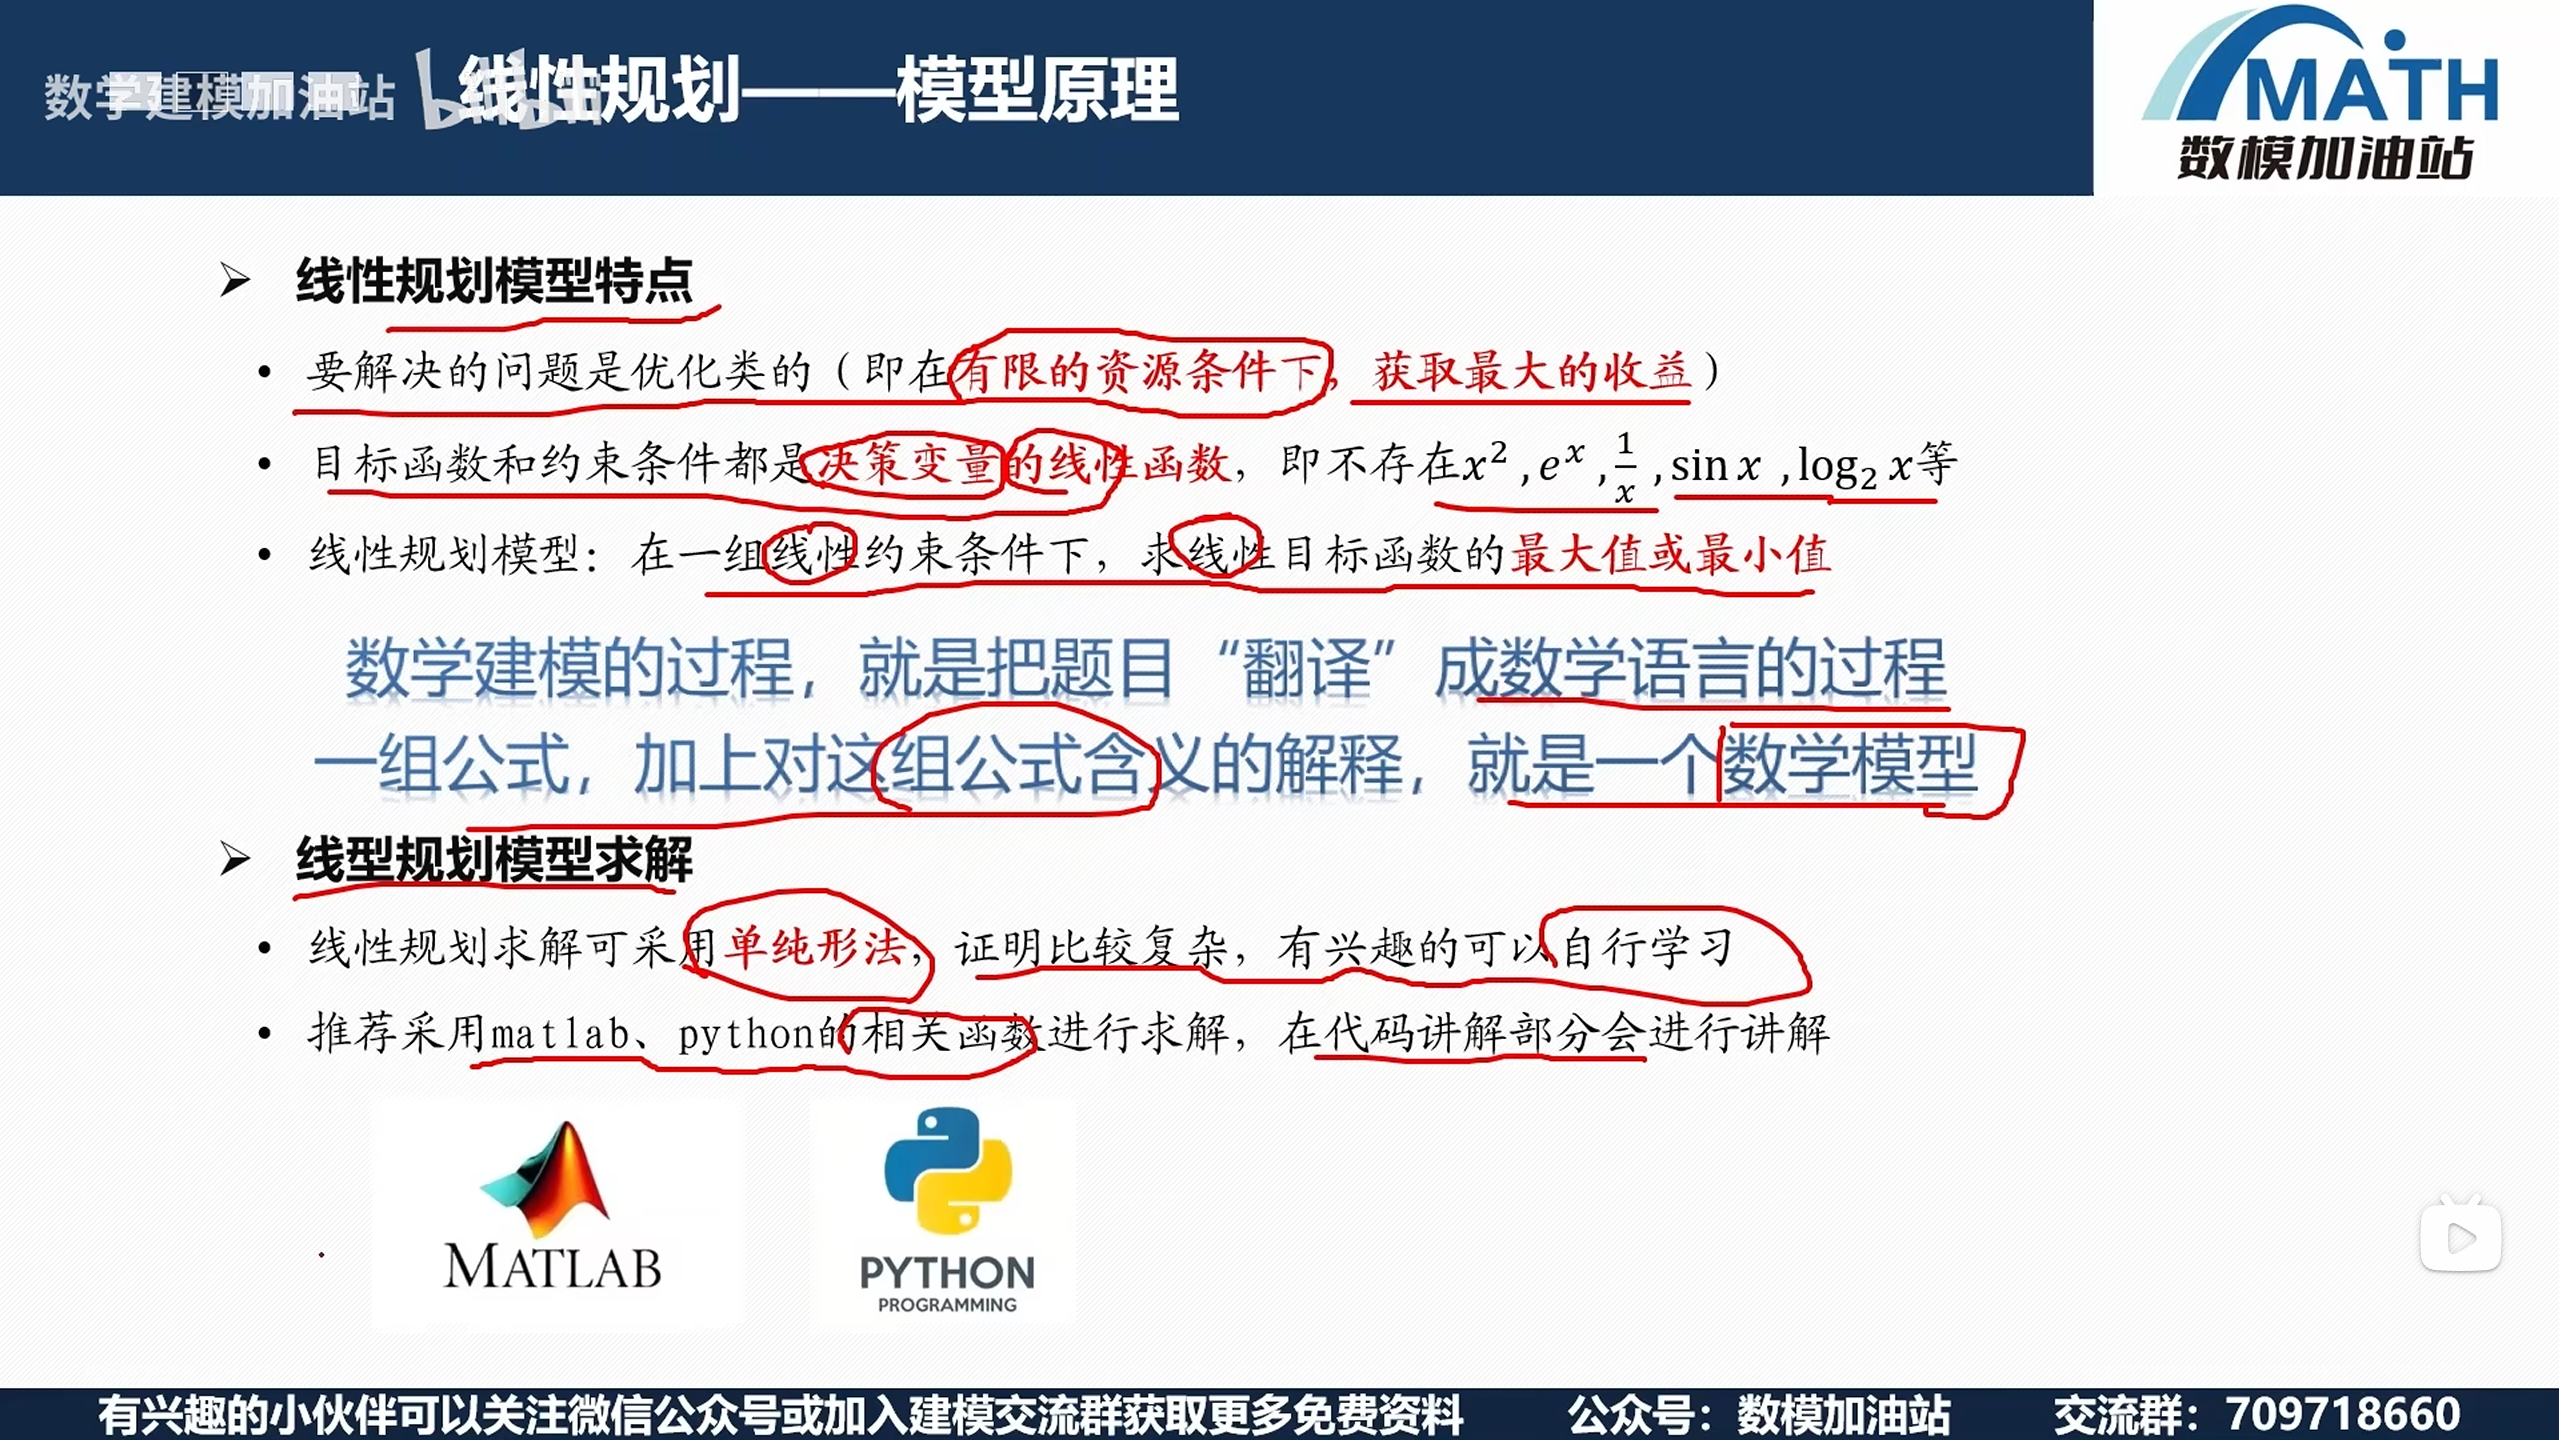 数学建模加油站 bilibili 线性规划——模型原理
MATH
数模加油站
线性规划模型特点
• 要解决的问题是优化类的（即在有限的资源条件下，获取最大的收益）
• 目标函数和约束条件都是决策变量的线性函数，即不存在x²,eˣ,1/x,sin x,log₂ x等
• 线性规划模型：在一组线性约束条件下，求线性目标函数的最大值或最小值
数学建模的过程，就是把题目“翻译”成数学语言的过程
一组公式，加上对这组公式含义的解释，就是一个数学模型
线型规划模型求解
• 线性规划求解可采用单纯形法，证明比较复杂，有兴趣的可以自行学习
• 推荐采用matlab、python的相关函数进行求解，在代码讲解部分会进行讲解
MATLAB
PYTHON
PROGRAMMING
有兴趣的小伙伴可以关注微信公众号或加入建模交流群获取更多免费资料 公众号：数模加油站 交流群：709718660